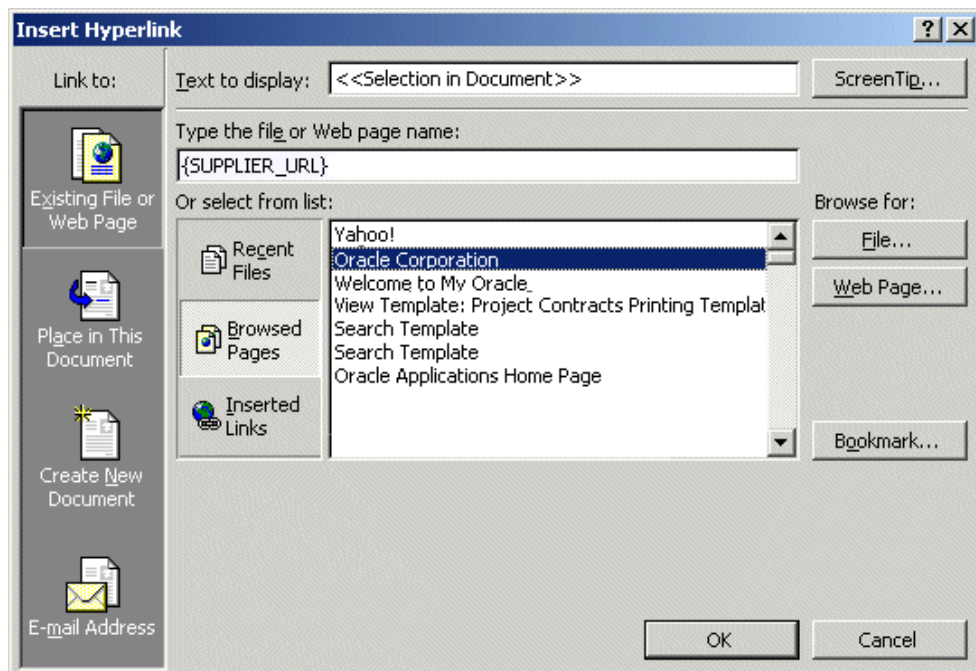 Insert Hyperlink
Link to:
Text to display:
<<Selection in Document>>
ScreenTip...
Type the file or Web page name:
{SUPPLIER_URL}
Existing File or
Web Page
Or select from list:
Browse for:
Recent
Files
Yahoo!
Oracle Corporation
Welcome to My Oracle_
View Template: Project Contracts Printing Templat
Search Template
Search Template
Oracle Applications Home Page
File...
Web Page...
Place in This
Document
Browsed
Pages
Inserted
Links
Bookmark...
Create New
Document
E-mail Address
OK
Cancel